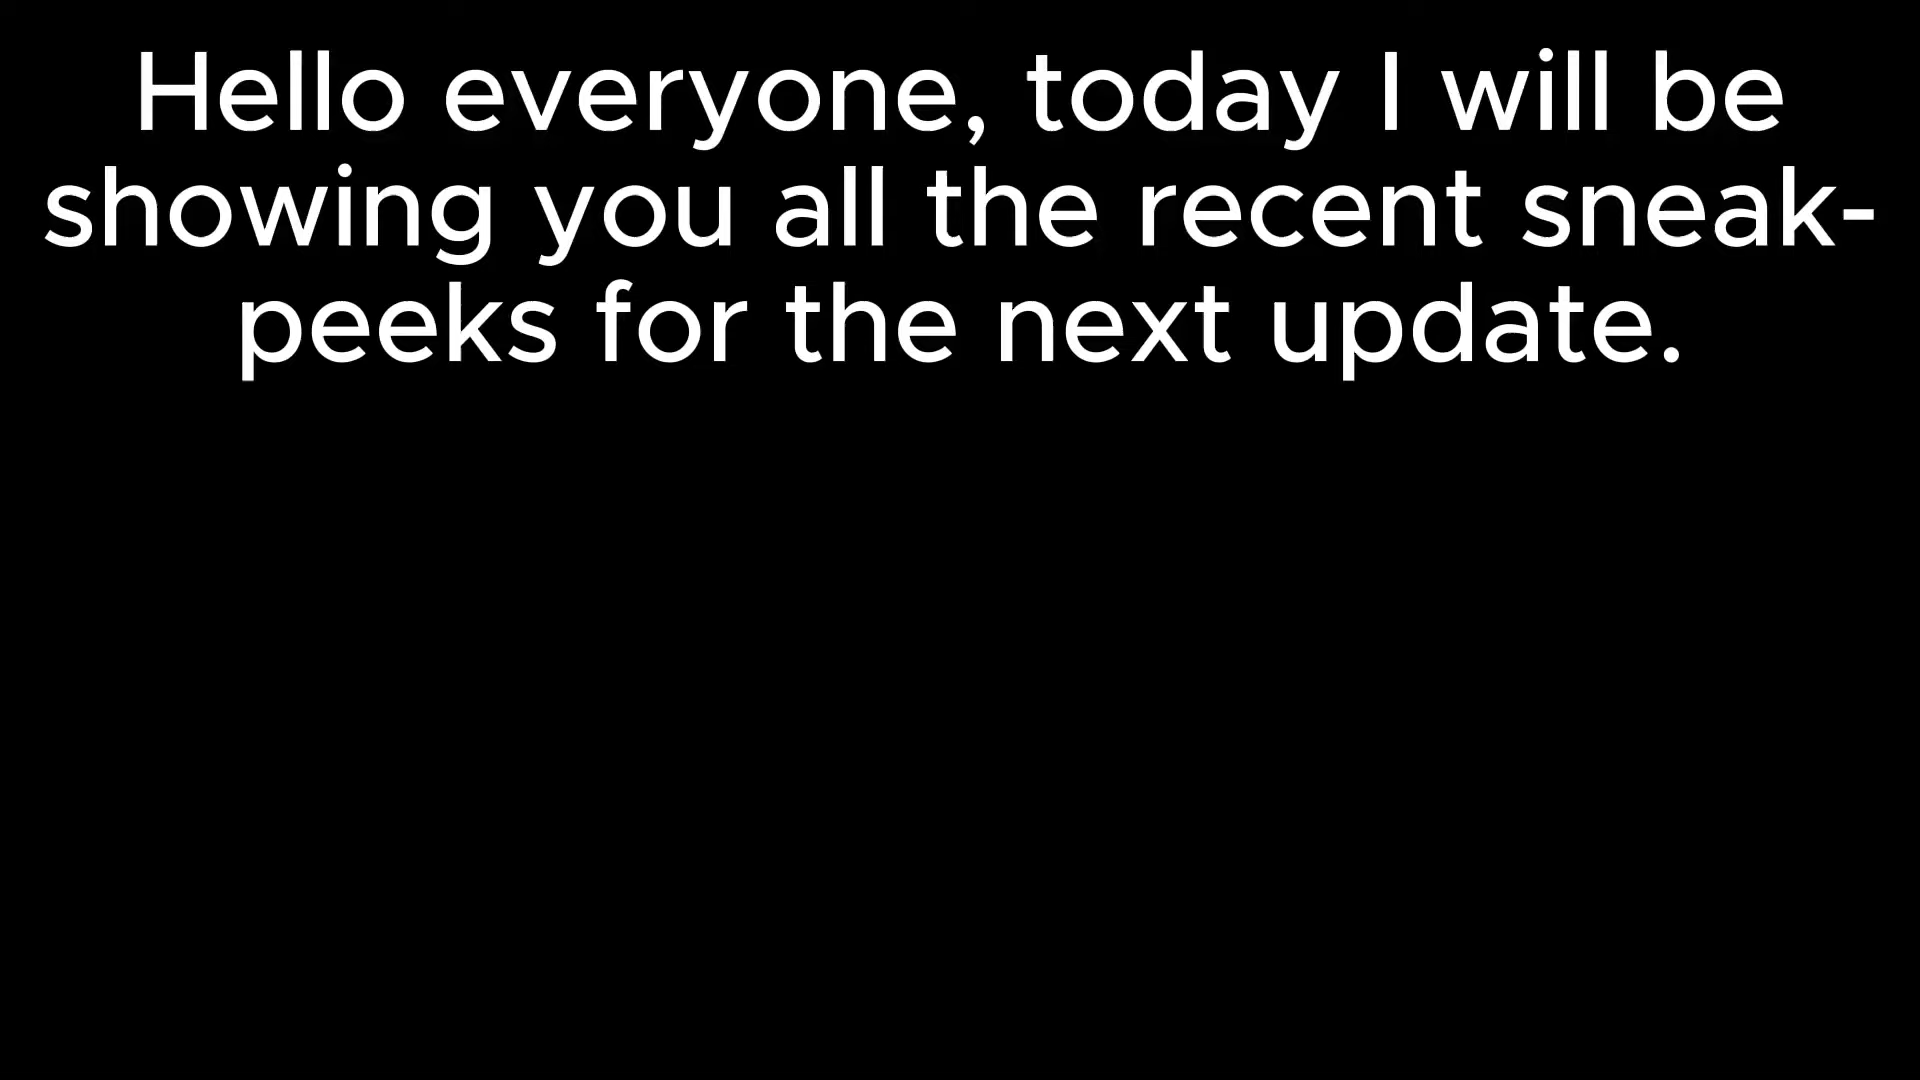 Hello everyone, today I will be
showing you all the recent sneak-
peeks for the next update.